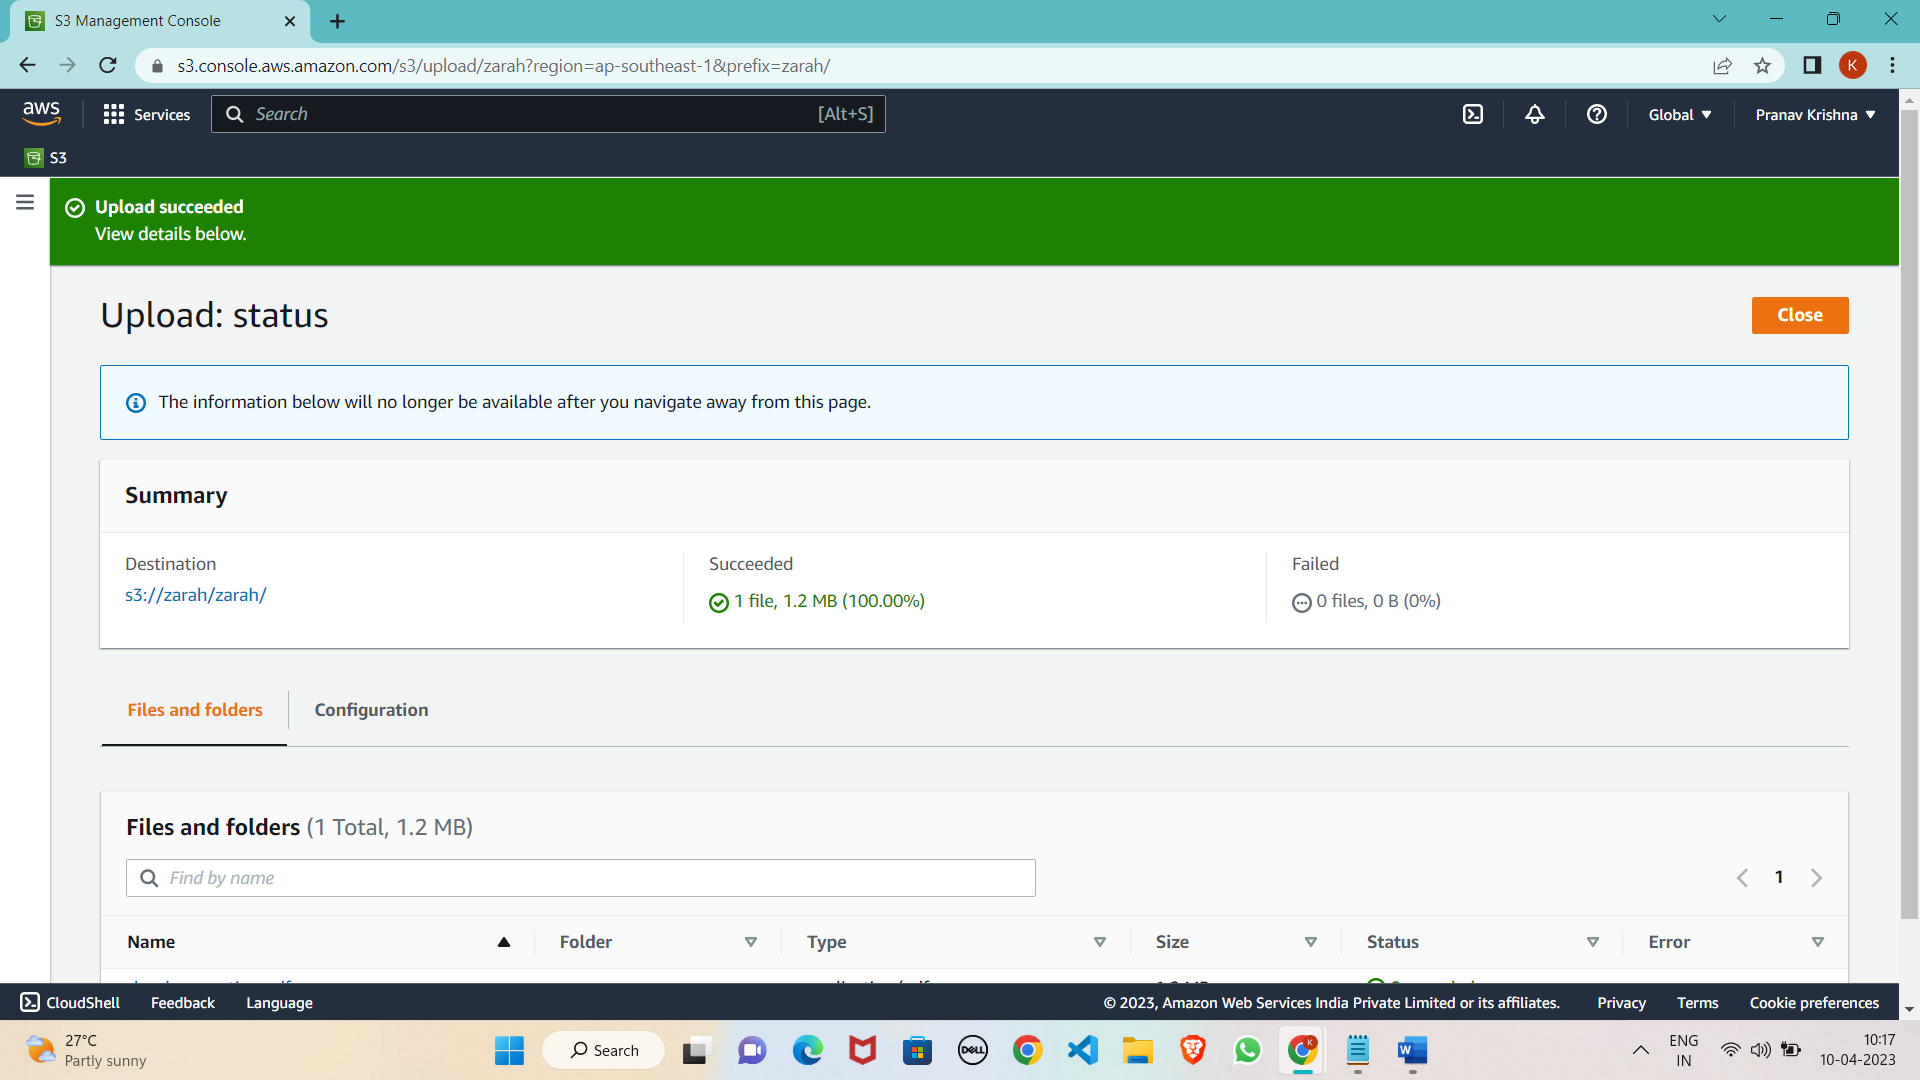 S3 Management Console
s3.console.aws.amazon.com/s3/upload/zarah?region=ap-southeast-1&prefix=zarah/
K
aws
Services
Search
[Alt+S]
Global
Pranav Krishna
S3
Upload succeeded
View details below.
Upload: status
Close
The information below will no longer be available after you navigate away from this page.
Summary
Destination
s3://zarah/zarah/
Succeeded
1 file, 1.2 MB (100.00%)
Failed
0 files, 0 B (0%)
Files and folders
Configuration
Files and folders (1 Total, 1.2 MB)
Find by name
1
Name
Folder
Type
Size
Status
Error
CloudShell
Feedback
Language
© 2023, Amazon Web Services India Private Limited or its affiliates.
Privacy
Terms
Cookie preferences
27°C
Partly sunny
Search
DELL
K
W
ENG
IN
10:17
10-04-2023